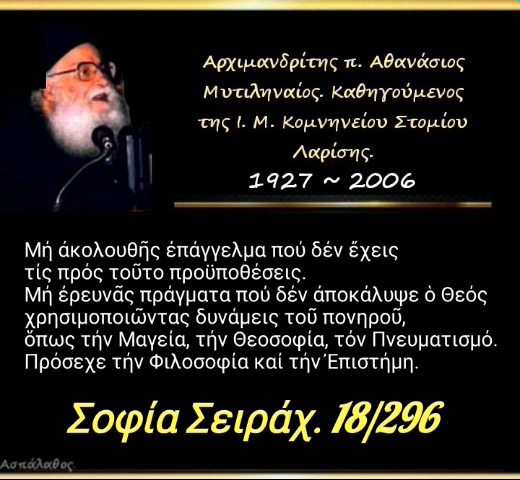 Αρχιμανδρίτης π. Αθανάσιος
Μυτιληναίος. Καθηγούμενος
της Ι. Μ. Κομνηνείου Στομίου
Λαρίσης.
1927 ~ 2006
Μή ἀκολουθῆς ἐπάγγελμα πού δέν ἔχεις
τίς πρός τοῦτο προϋποθέσεις.
Μή ἐρευνᾶς πράγματα πού δέν ἀποκάλυψε ὁ Θεός
χρησιμοποιῶντας δυνάμεις τοῦ πονηροῦ,
ὅπως τήν Μαγεία, τήν Θεοσοφία, τόν Πνευματισμό.
Πρόσεχε τήν Φιλοσοφία καί τήν Ἐπιστήμη.
Σοφία Σειράχ. 18/296
Ασπάλαθος